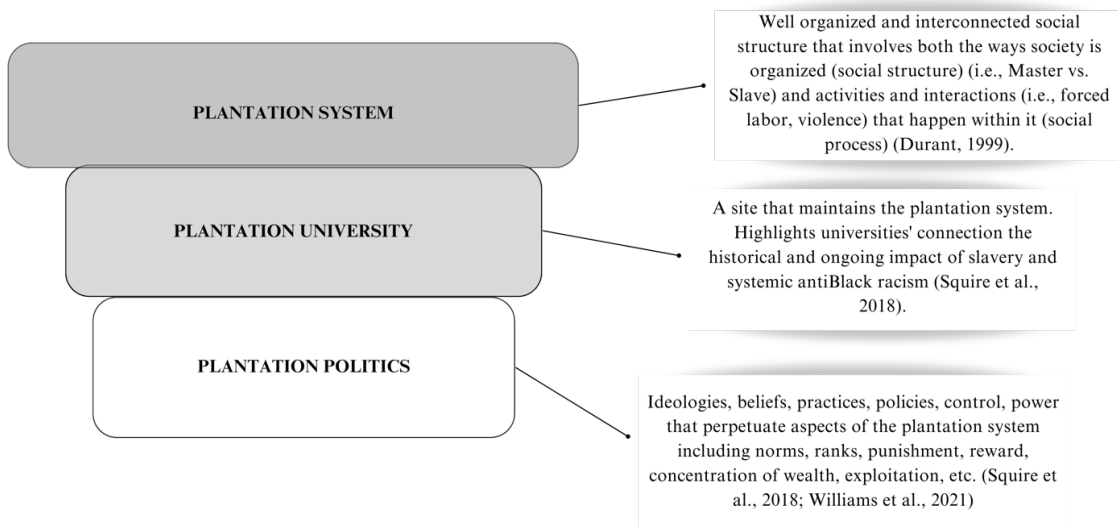 PLANTATION SYSTEM
Well organized and interconnected social
structure that involves both the ways society is
organized (social structure) (i.e., Master vs.
Slave) and activities and interactions (i.e., forced
labor, violence) that happen within it (social
process) (Durant, 1999).
PLANTATION UNIVERSITY
A site that maintains the plantation system.
Highlights universities' connection the
historical and ongoing impact of slavery and
systemic antiBlack racism (Squire et al.,
2018).
PLANTATION POLITICS
Ideologies, beliefs, practices, policies, control, power
that perpetuate aspects of the plantation system
including norms, ranks, punishment, reward,
concentration of wealth, exploitation, etc. (Squire et
al., 2018; Williams et al., 2021)